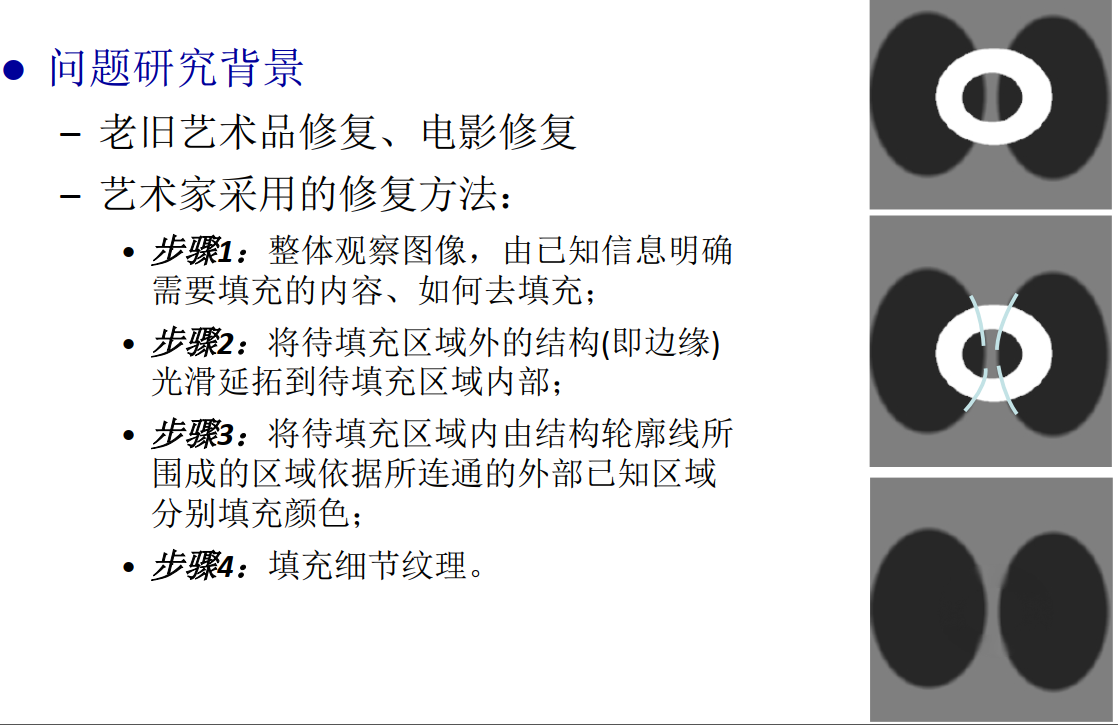 ● 问题研究背景
– 老旧艺术品修复、电影修复
– 艺术家采用的修复方法：
• 步骤1：整体观察图像，由已知信息明确
需要填充的内容、如何去填充；
• 步骤2：将待填充区域外的结构(即边缘)
光滑延拓到待填充区域内部；
• 步骤3：将待填充区域内由结构轮廓线所
围成的区域依据所连通的外部已知区域
分别填充颜色；
• 步骤4：填充细节纹理。